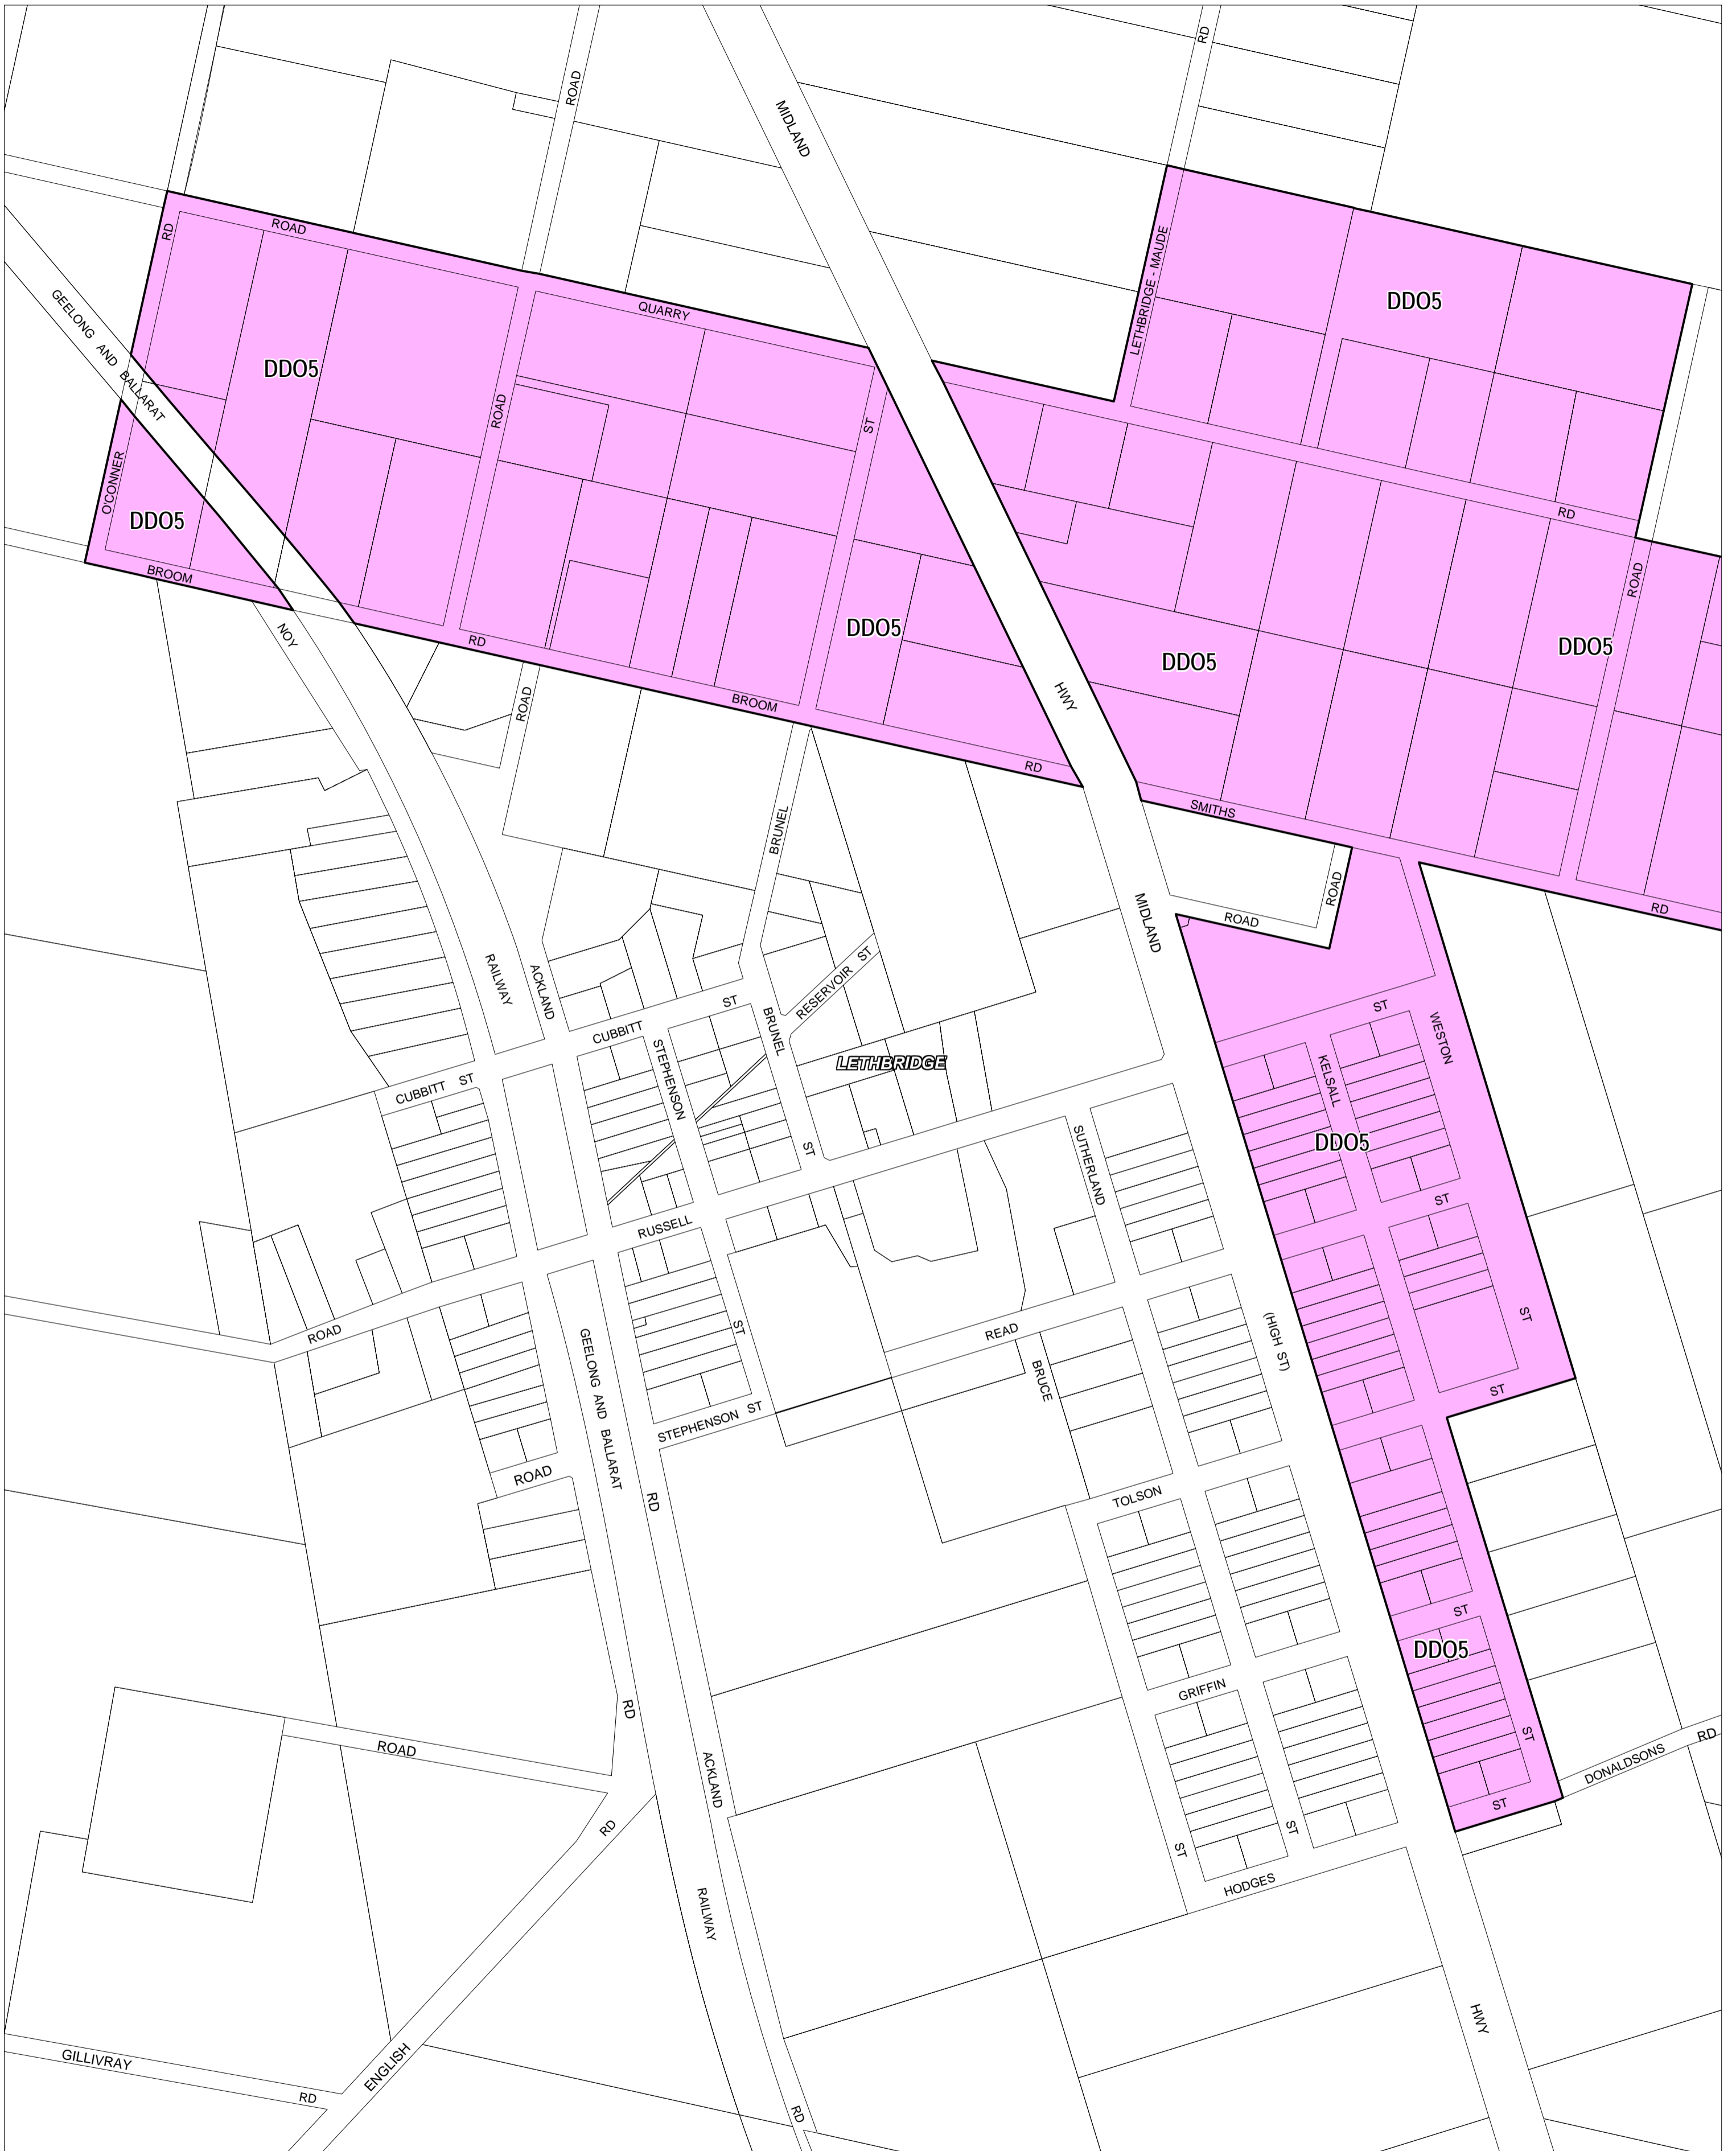 RD
ROAD
MIDLAND
RD
ROAD
LETHBRIDGE - MAUDE
GEELONG AND BALLARAT
QUARRY
DDO5
DDO5
ROAD
ST
O'CONNER
DDO5
RD
BROOM
ROAD
NOY
RD
DDO5
DDO5
DDO5
HWY
ROAD
BROOM
RD
SMITHS
BRUNEL
ROAD
ROAD
RD
MIDLAND
RAILWAY
ACKLAND
RESERVOIR ST
ST
CUBBITT
BRUNEL
ST
WESTON
STEPHENSON
LETHBRIDGE
KELSALL
CUBBITT ST
DDO5
ST
SUTHERLAND
ST
RUSSELL
ROAD
ST
READ
(HIGH ST)
ST
GEELONG AND BALLARAT
BRUCE
ST
STEPHENSON ST
ROAD
RD
TOLSON
ST
DDO5
GRIFFIN
RD
ST
RD
ROAD
DONALDSONS
ACKLAND
ST
RD
ST
ST
HODGES
RAILWAY
HWY
GILLIVRAY
ENGLISH
RD
RD